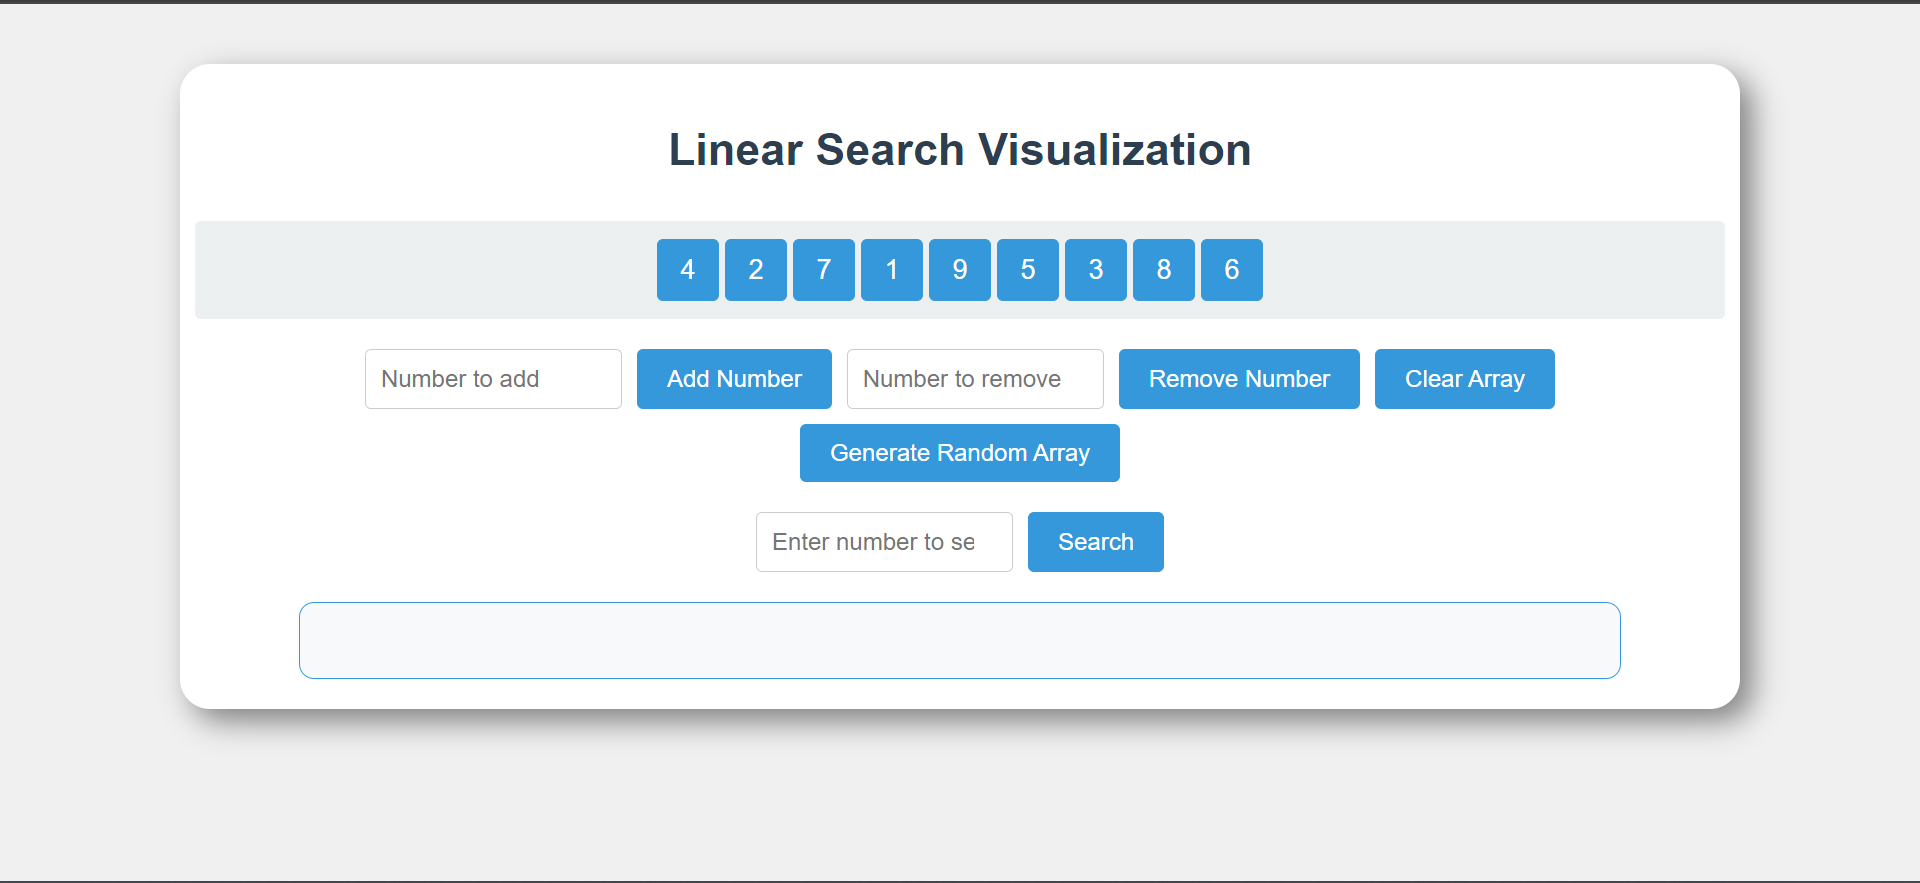 Linear Search Visualization
4 2 7 1 9 5 3 8 6
Number to add Add Number Number to remove Remove Number Clear Array
Generate Random Array
Enter number to se Search